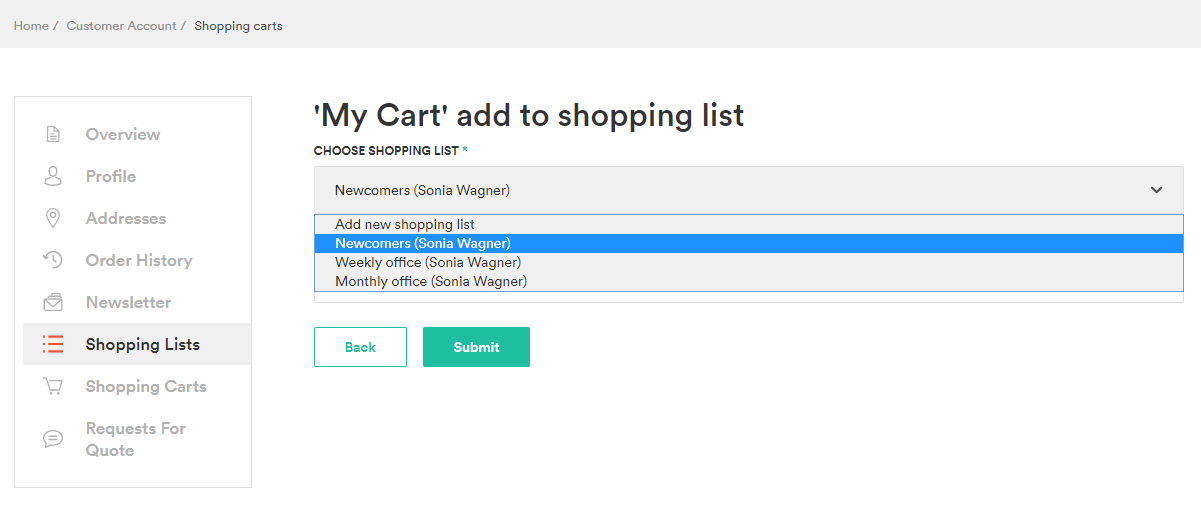 Home / Customer Account / Shopping carts
Overview
Profile
Addresses
Order History
Newsletter
Shopping Lists
Shopping Carts
Requests For
Quote
'My Cart' add to shopping list
CHOOSE SHOPPING LIST *
Newcomers (Sonia Wagner)
Add new shopping list
Newcomers (Sonia Wagner)
Weekly office (Sonia Wagner)
Monthly office (Sonia Wagner)
Back
Submit